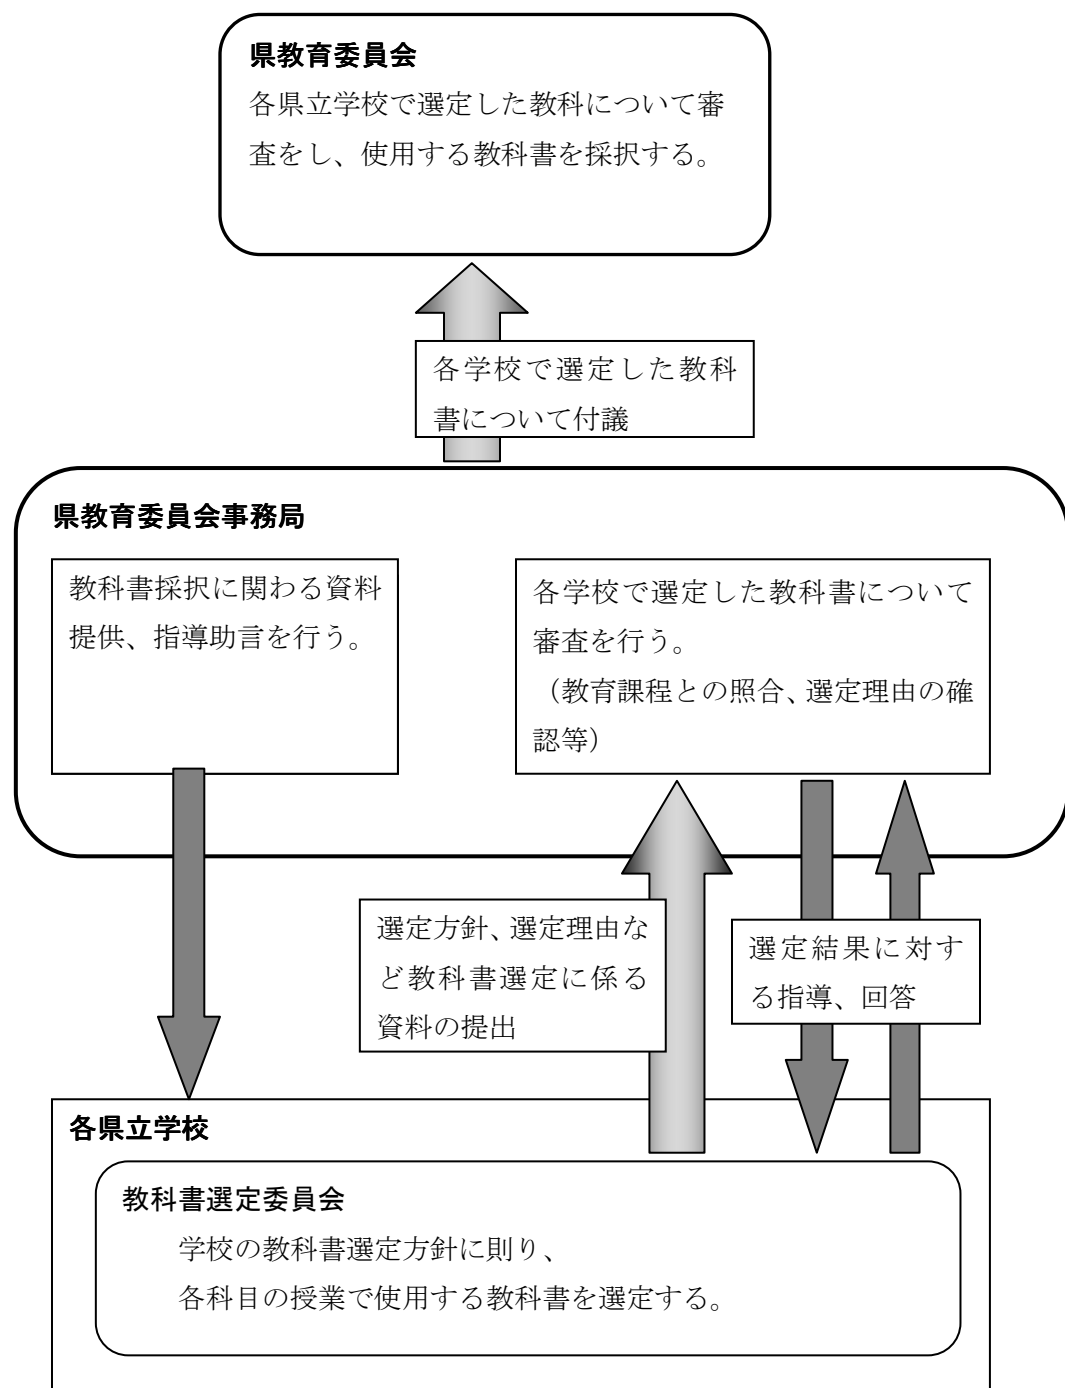 県教育委員会
各県立学校で選定した教科について審
査をし、使用する教科書を採択する。
各学校で選定した教科
書について付議
県教育委員会事務局
教科書採択に関わる資料
提供、指導助言を行う。
各学校で選定した教科書について
審査を行う。
（教育課程との照合、選定理由の確
認等）
選定方針、選定理由な
ど教科書選定に係る
資料の提出
選定結果に対す
る指導、回答
各県立学校
教科書選定委員会
学校の教科書選定方針に則り、
各科目の授業で使用する教科書を選定する。